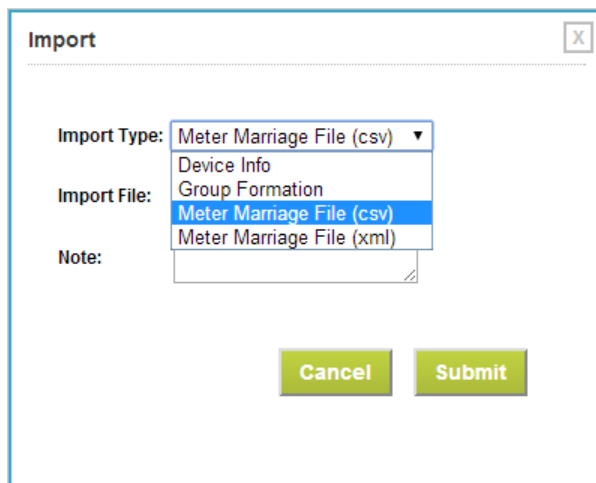 Import X
Import Type: Meter Marriage File (csv) ▼
Device Info
Import File: Group Formation
Meter Marriage File (csv)
Meter Marriage File (xml)
Note:
Cancel Submit